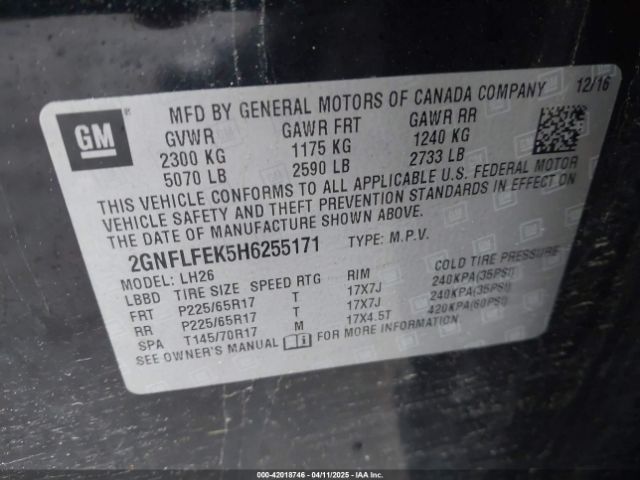 GM
MFD BY GENERAL MOTORS OF CANADA COMPANY 12/16
GVWR GAWR FRT GAWR RR
2300 KG 1175 KG 1240 KG
5070 LB 2590 LB 2733 LB
THIS VEHICLE CONFORMS TO ALL APPLICABLE U.S. FEDERAL MOTOR
VEHICLE SAFETY AND THEFT PREVENTION STANDARDS IN EFFECT ON
THE DATE OF MANUFACTURE SHOWN ABOVE.
2GNFLFEK5H6255171 TYPE: M.P.V.
MODEL: LH26
LBBD TIRE SIZE SPEED RTG RIM COLD TIRE PRESSURE
FRT P225/65R17 T 17X7J 240KPA(35PSI)
RR P225/65R17 T 17X7J 240KPA(35PSI)
SPA T145/70R17 M 17X4.5T 420KPA(60PSI)
SEE OWNER'S MANUAL FOR MORE INFORMATION
000-42018746 - 04/11/2025 - IAA Inc.